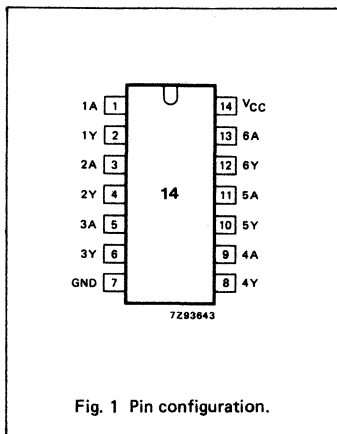 1A 1 14 VCC
1Y 2 13 6A
2A 3 12 6Y
2Y 4 14 11 5A
3A 5 10 5Y
3Y 6 9 4A
GND 7 8 4Y
7Z93643
Fig. 1 Pin configuration.